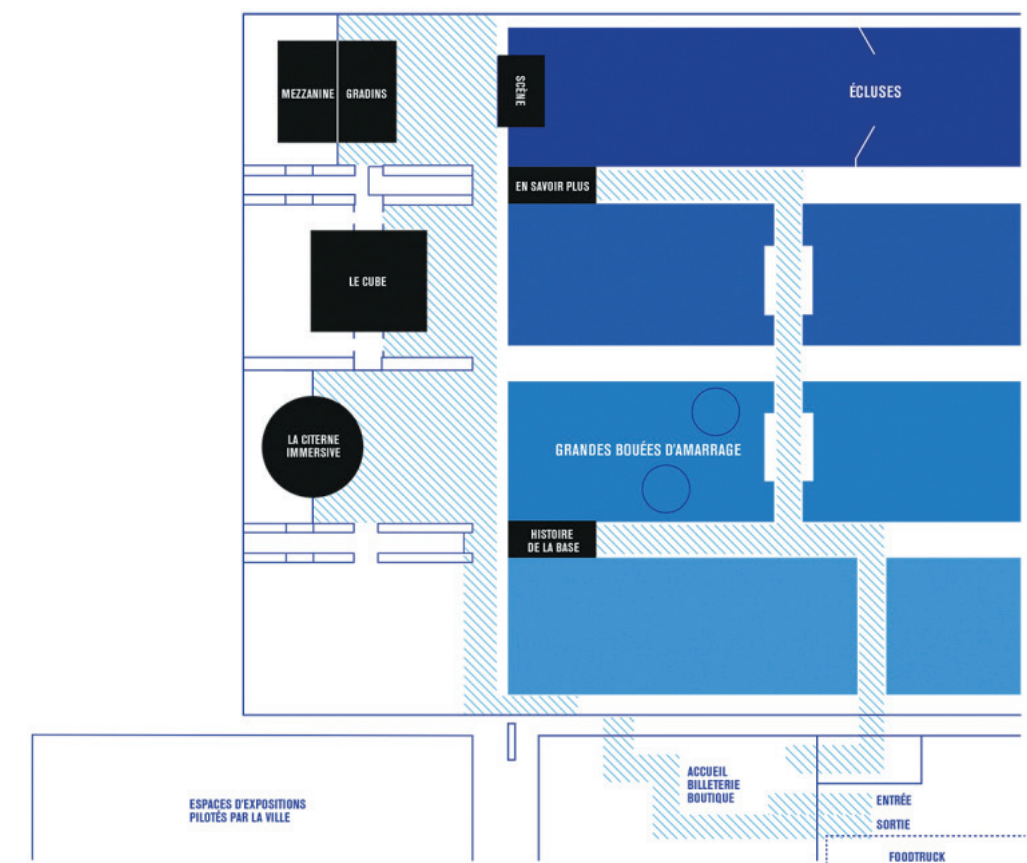 MEZZANINE
GRADINS
SCÈNE
ÉCLUSES
EN SAVOIR PLUS
LE CUBE
LA CITERNE
IMMERSIVE
GRANDES BOUÉES D'AMARRAGE
HISTOIRE
DE LA BASE
ESPACES D'EXPOSITIONS
PILOTÉS PAR LA VILLE
ACCUEIL
BILLETERIE
BOUTIQUE
ENTRÉE
SORTIE
FOODTRUCK